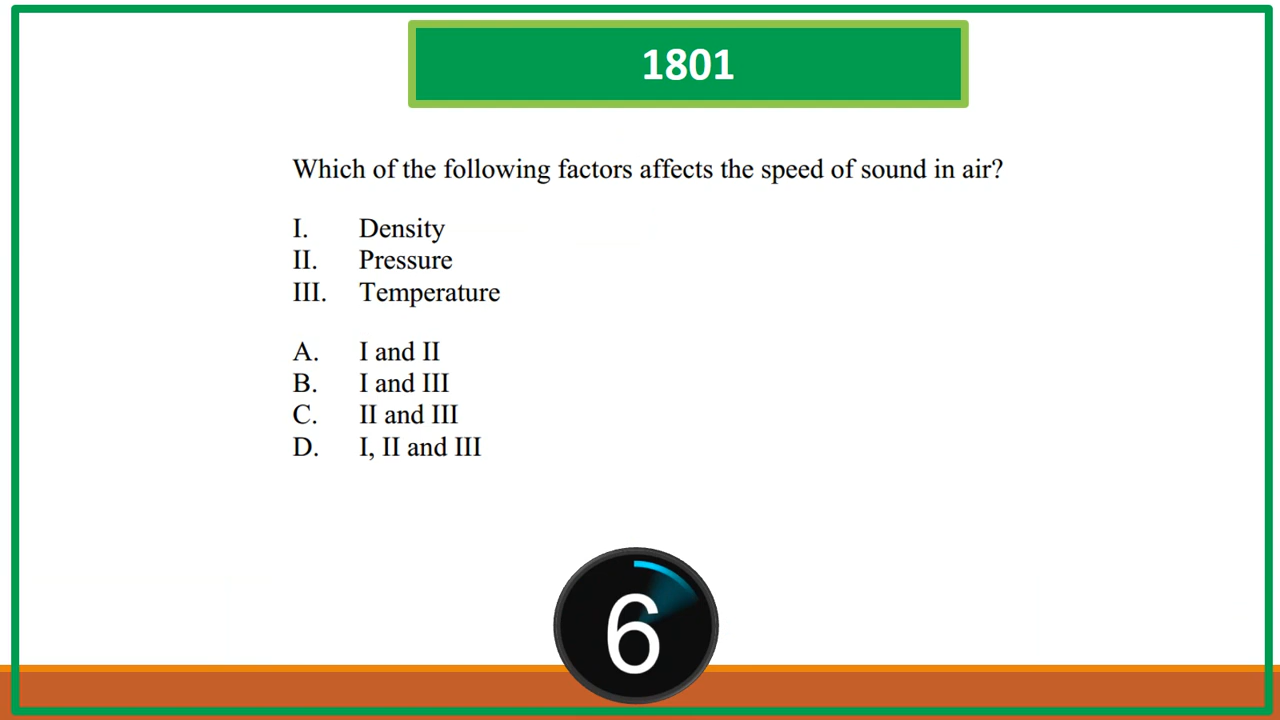 1801
Which of the following factors affects the speed of sound in air?
I. Density
II. Pressure
III. Temperature
A. I and II
B. I and III
C. II and III
D. I, II and III
6